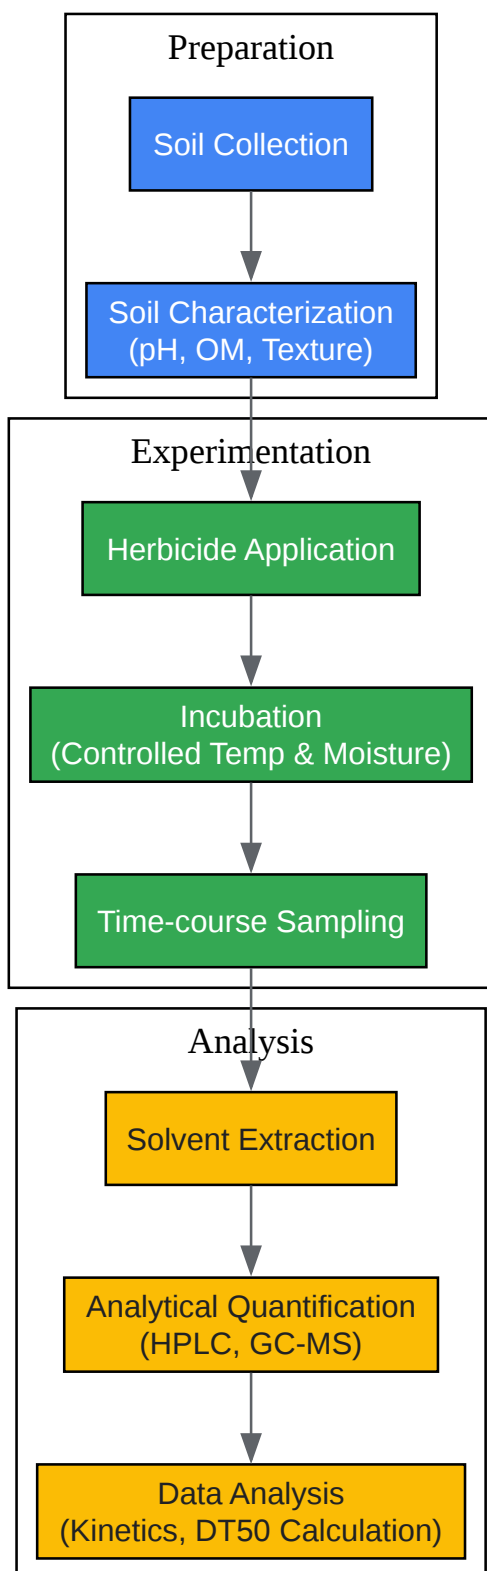 Preparation
Soil Collection
Soil Characterization
(pH, OM, Texture)
Experimentation
Herbicide Application
Incubation
(Controlled Temp & Moisture)
Time-course Sampling
Analysis
Solvent Extraction
Analytical Quantification
(HPLC, GC-MS)
Data Analysis
(Kinetics, DT50 Calculation)